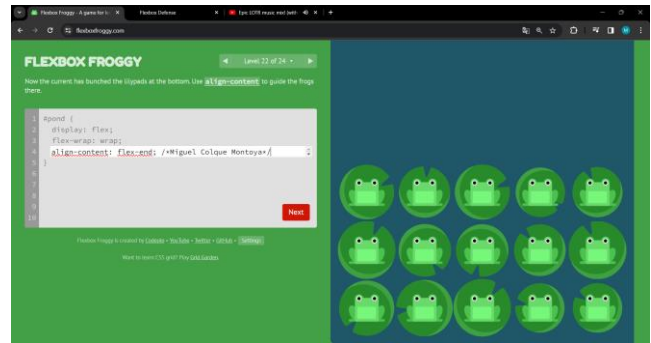 Flexbox Froggy - A game for le
Flexbox Defense
Epic LOTR music mix (with-
flexboxfroggy.com
FLEXBOX FROGGY
Level 22 of 24
Now the current has bunched the lilypads at the bottom. Use align-content to guide the frogs
there.
1 #pond {
2 display: flex;
3 flex-wrap: wrap;
4 align-content: flex-end; /*Miguel Colque Montoya*/
5 }
6
7
8
9
10
Next
Flexbox Froggy is created by Codepip • YouTube • Twitter • GitHub • Settings
Want to learn CSS grid? Play Grid Garden.